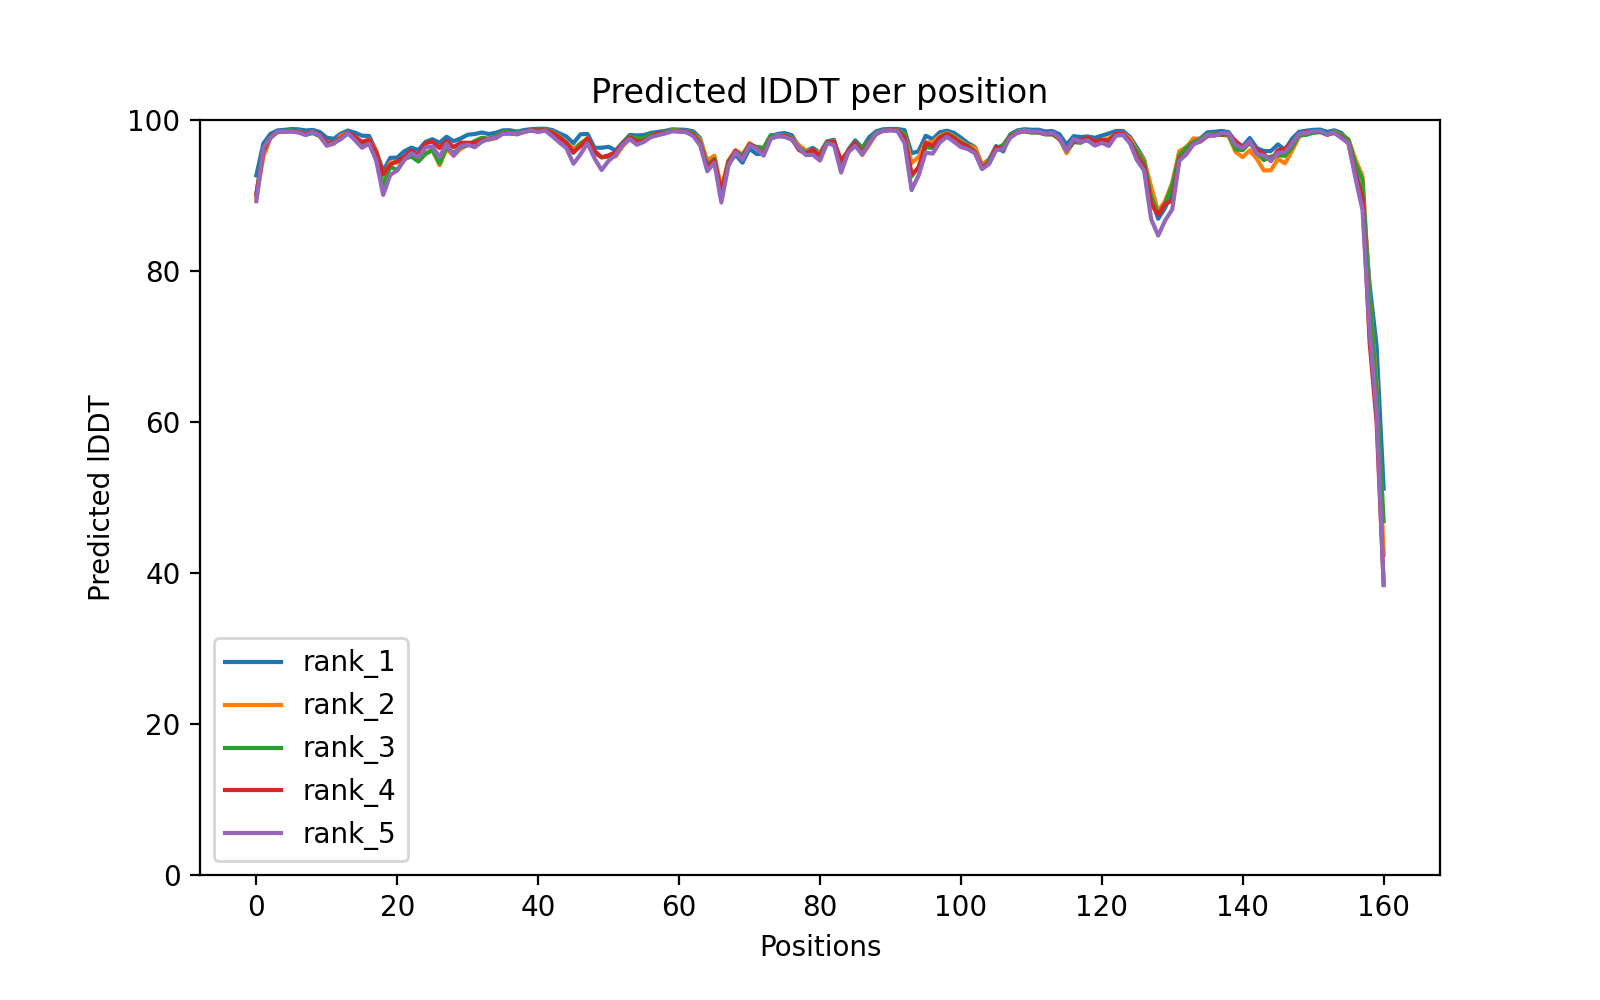 Predicted lDDT per position
100
80
60
40
20
0
Predicted lDDT
rank_1
rank_2
rank_3
rank_4
rank_5
0 20 40 60 80 100 120 140 160
Positions